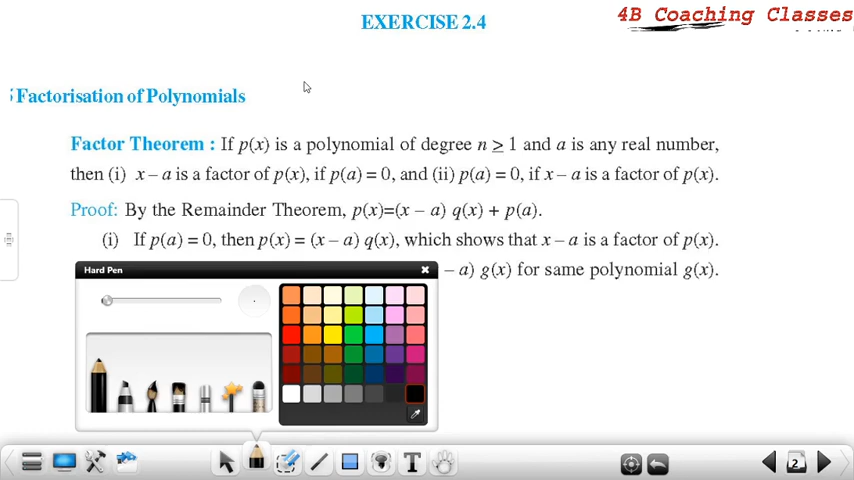 EXERCISE 2.4
4B Coaching Classes
Factorisation of Polynomials
Factor Theorem : If p(x) is a polynomial of degree n ≥ 1 and a is any real number,
then (i) x – a is a factor of p(x), if p(a) = 0, and (ii) p(a) = 0, if x – a is a factor of p(x).
Proof: By the Remainder Theorem, p(x)=(x – a) q(x) + p(a).
(i) If p(a) = 0, then p(x) = (x – a) q(x), which shows that x – a is a factor of p(x).
Hard Pen
– a) g(x) for same polynomial g(x).
T
2